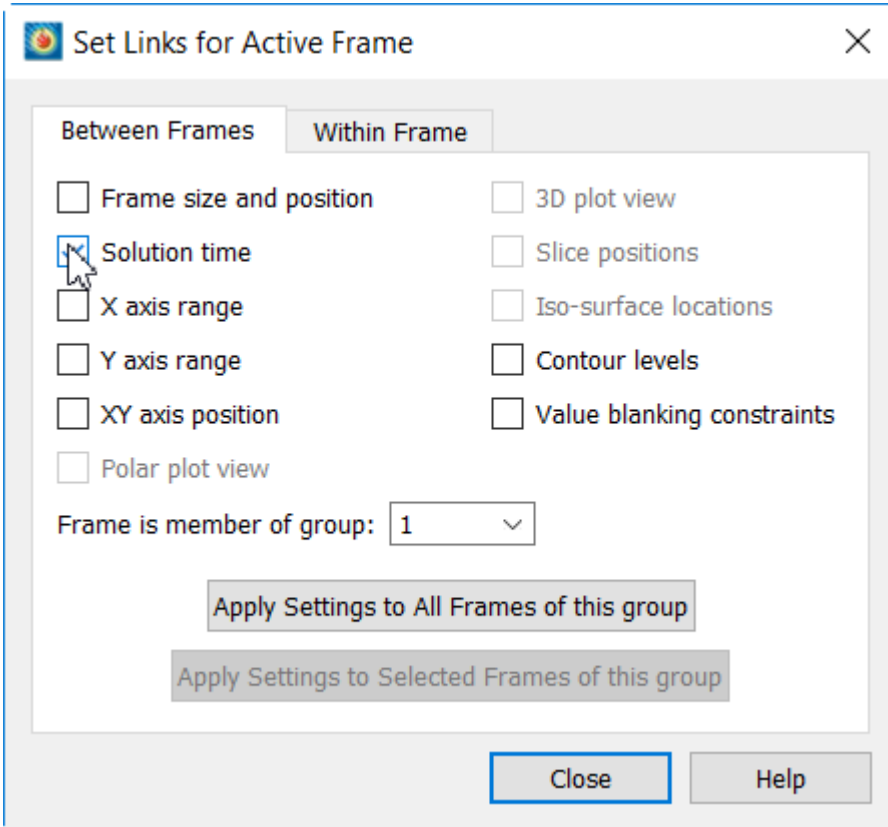 Set Links for Active Frame
Between Frames
Within Frame
Frame size and position
3D plot view
Solution time
Slice positions
X axis range
Iso-surface locations
Y axis range
Contour levels
XY axis position
Value blanking constraints
Polar plot view
Frame is member of group: 1
Apply Settings to All Frames of this group
Apply Settings to Selected Frames of this group
Close
Help